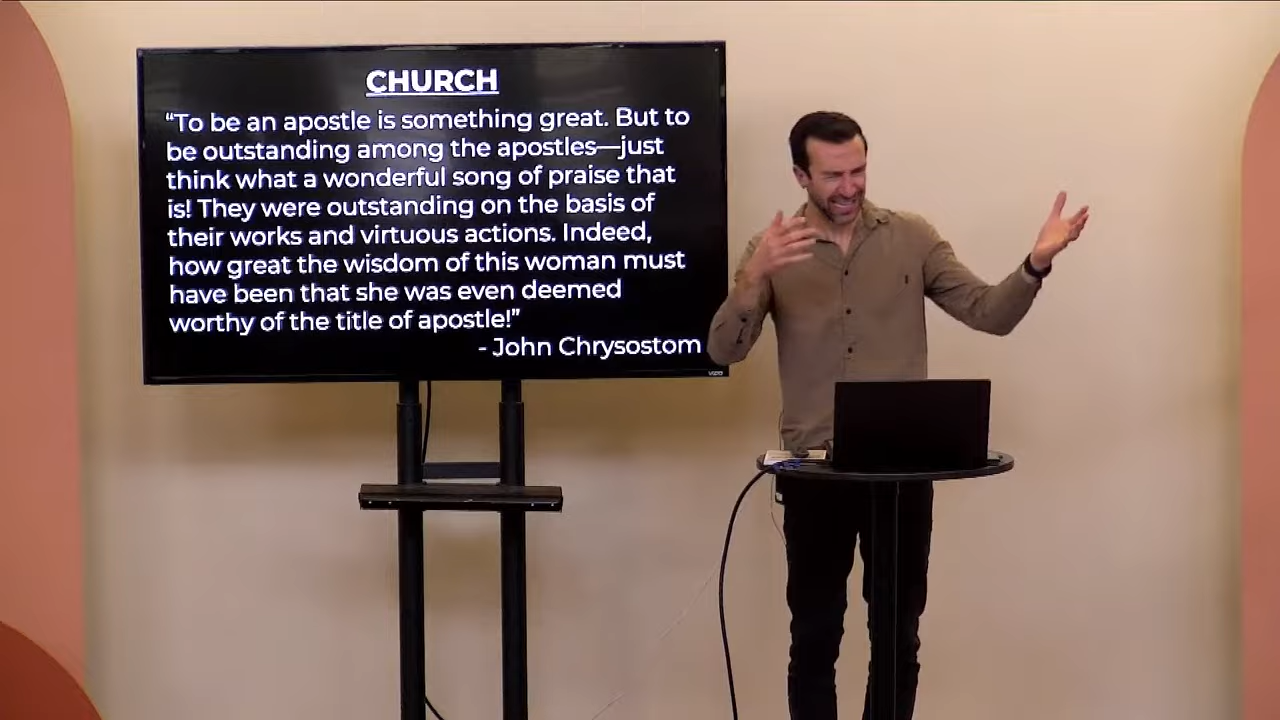 CHURCH
“To be an apostle is something great. But to
be outstanding among the apostles—just
think what a wonderful song of praise that
is! They were outstanding on the basis of
their works and virtuous actions. Indeed,
how great the wisdom of this woman must
have been that she was even deemed
worthy of the title of apostle!”
- John Chrysostom
VIZIO